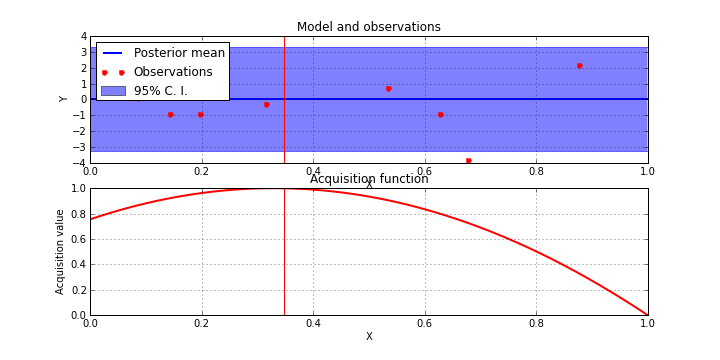 Model and observations
4
3
2
1
0
-1
-2
-3
-4
Y
Posterior mean
Observations
95% C. I.
0.0 0.2 0.4 0.6 0.8 1.0
X
Acquisition function
1.0
0.8
0.6
0.4
0.2
0.0
Acquisition value
0.0 0.2 0.4 0.6 0.8 1.0
X